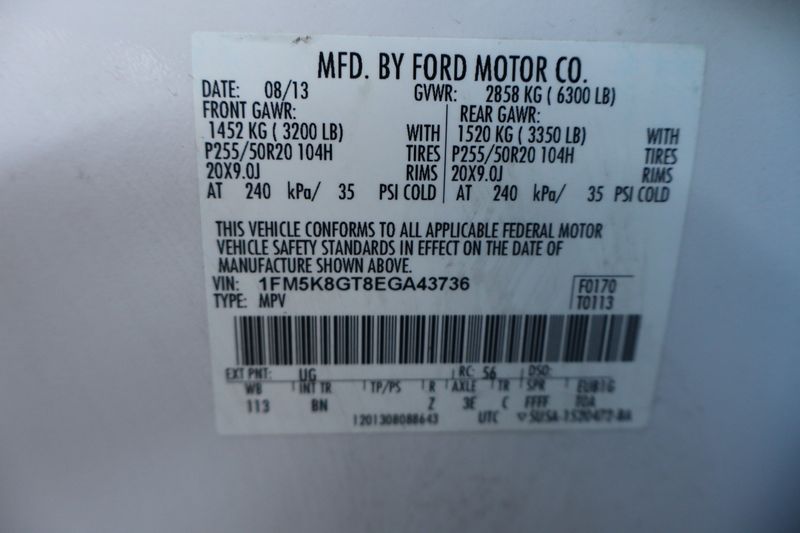 MFD. BY FORD MOTOR CO.
DATE: 08/13 GVWR: 2858 KG ( 6300 LB)
FRONT GAWR: REAR GAWR:
1452 KG ( 3200 LB) WITH 1520 KG ( 3350 LB) WITH
P255/50R20 104H TIRES P255/50R20 104H TIRES
20X9.0J RIMS 20X9.0J RIMS
AT 240 kPa/ 35 PSI COLD AT 240 kPa/ 35 PSI COLD
THIS VEHICLE CONFORMS TO ALL APPLICABLE FEDERAL MOTOR
VEHICLE SAFETY STANDARDS IN EFFECT ON THE DATE OF
MANUFACTURE SHOWN ABOVE.
VIN: 1FM5K8GT8EGA43736 F0170
TYPE: MPV T0113
EXT PNT: UG RC: 56 DSO:
WB INT TR TP/PS R AXLE TR SPR
113 BN Z 3E C FFFF
1201308088643 UTC